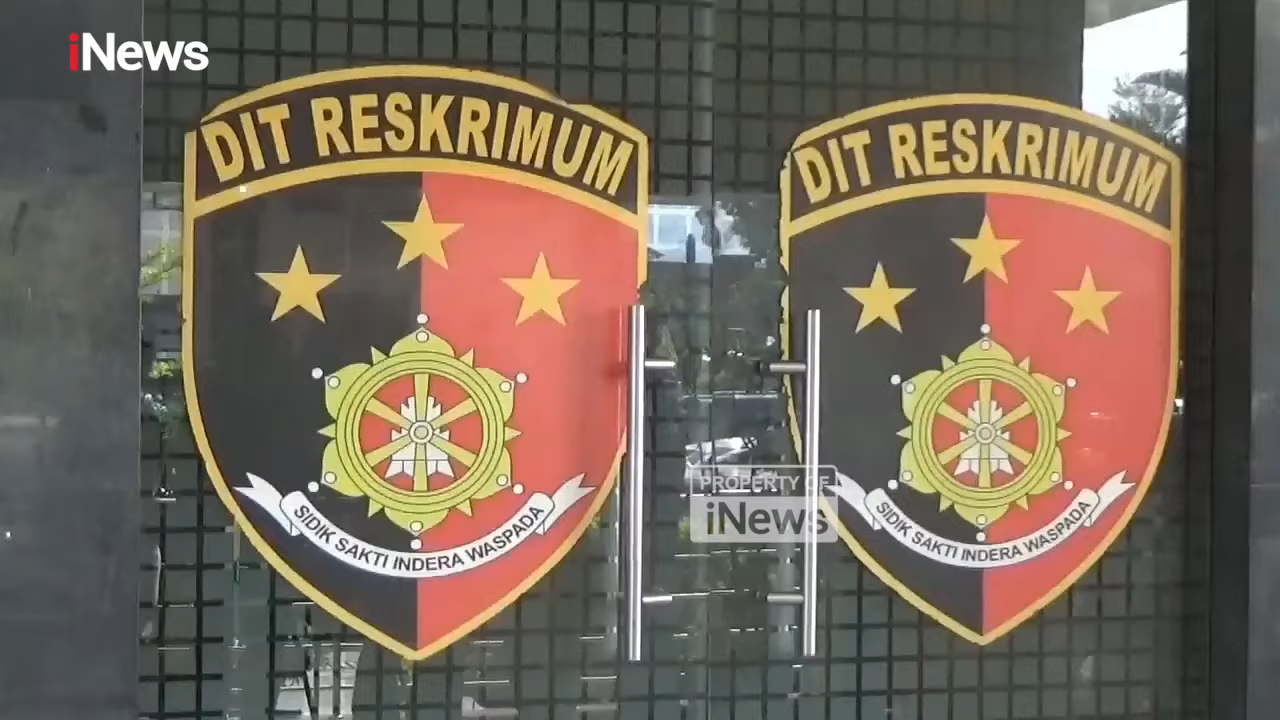 iNews
DIT RESKRIMUM
SIDIK SAKTI INDERA WASPADA
DIT RESKRIMUM
SIDIK SAKTI INDERA WASPADA
PROPERTY OF
iNews